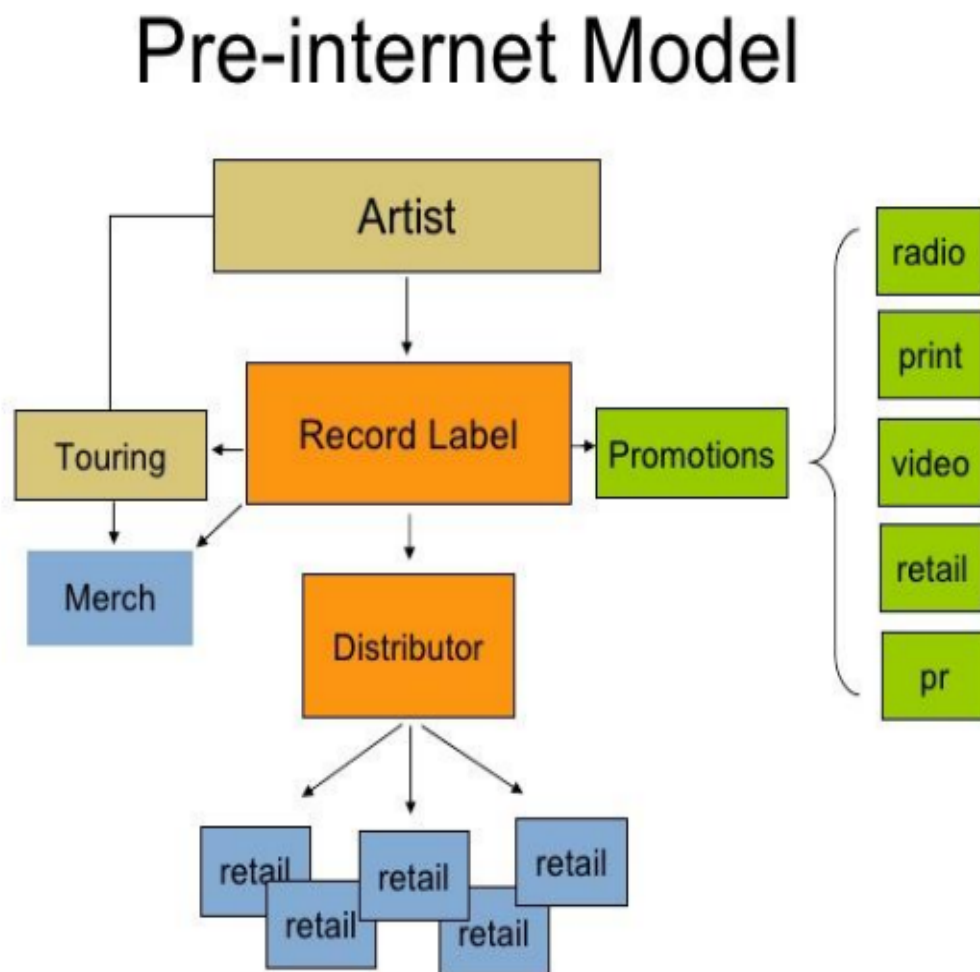 Pre-internet Model
Artist
radio
print
Touring
Record Label
Promotions
video
Merch
retail
Distributor
pr
retail
retail
retail
retail
retail